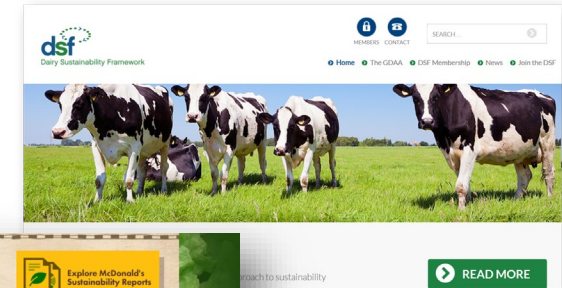 dsf
Dairy Sustainability Framework
MEMBERS CONTACT
SEARCH ...
Home The GDAA DSF Membership News Join the DSF
Explore McDonald's
Sustainability Reports
to sustainability
READ MORE